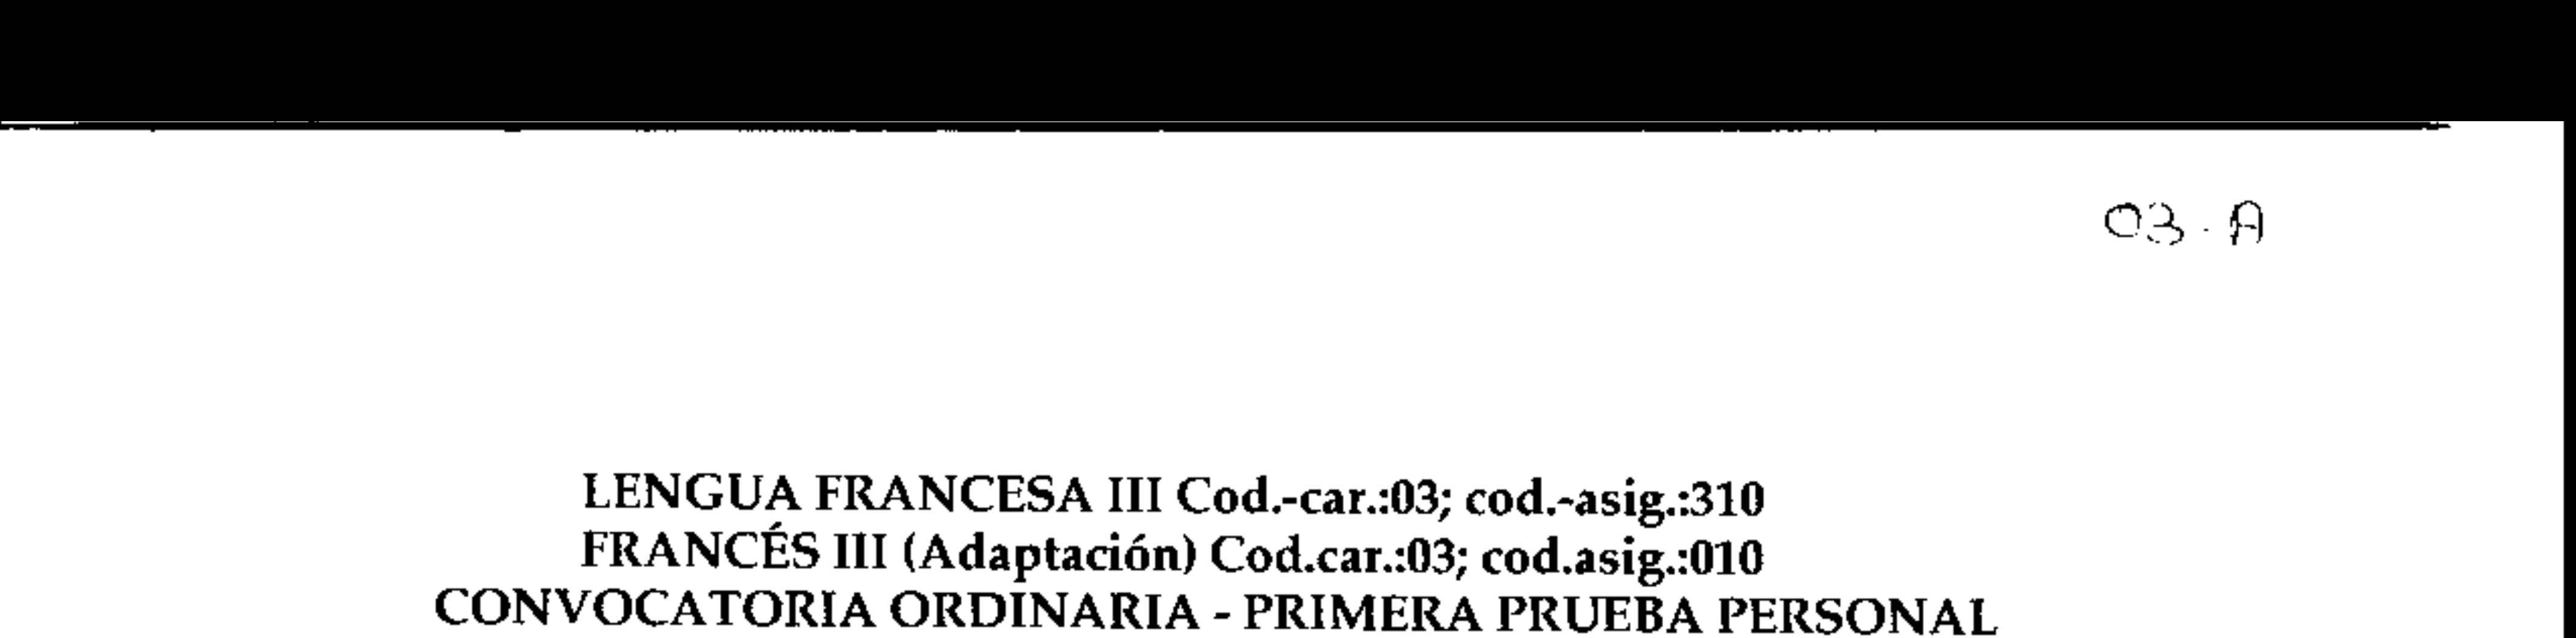 03.A
LENGUA FRANCESA III Cod.-car.:03; cod.-asig.:310
FRANCÉS III (Adaptación) Cod.car.:03; cod.asig.:010
CONVOCATORIA ORDINARIA - PRIMERA PRUEBA PERSONAL